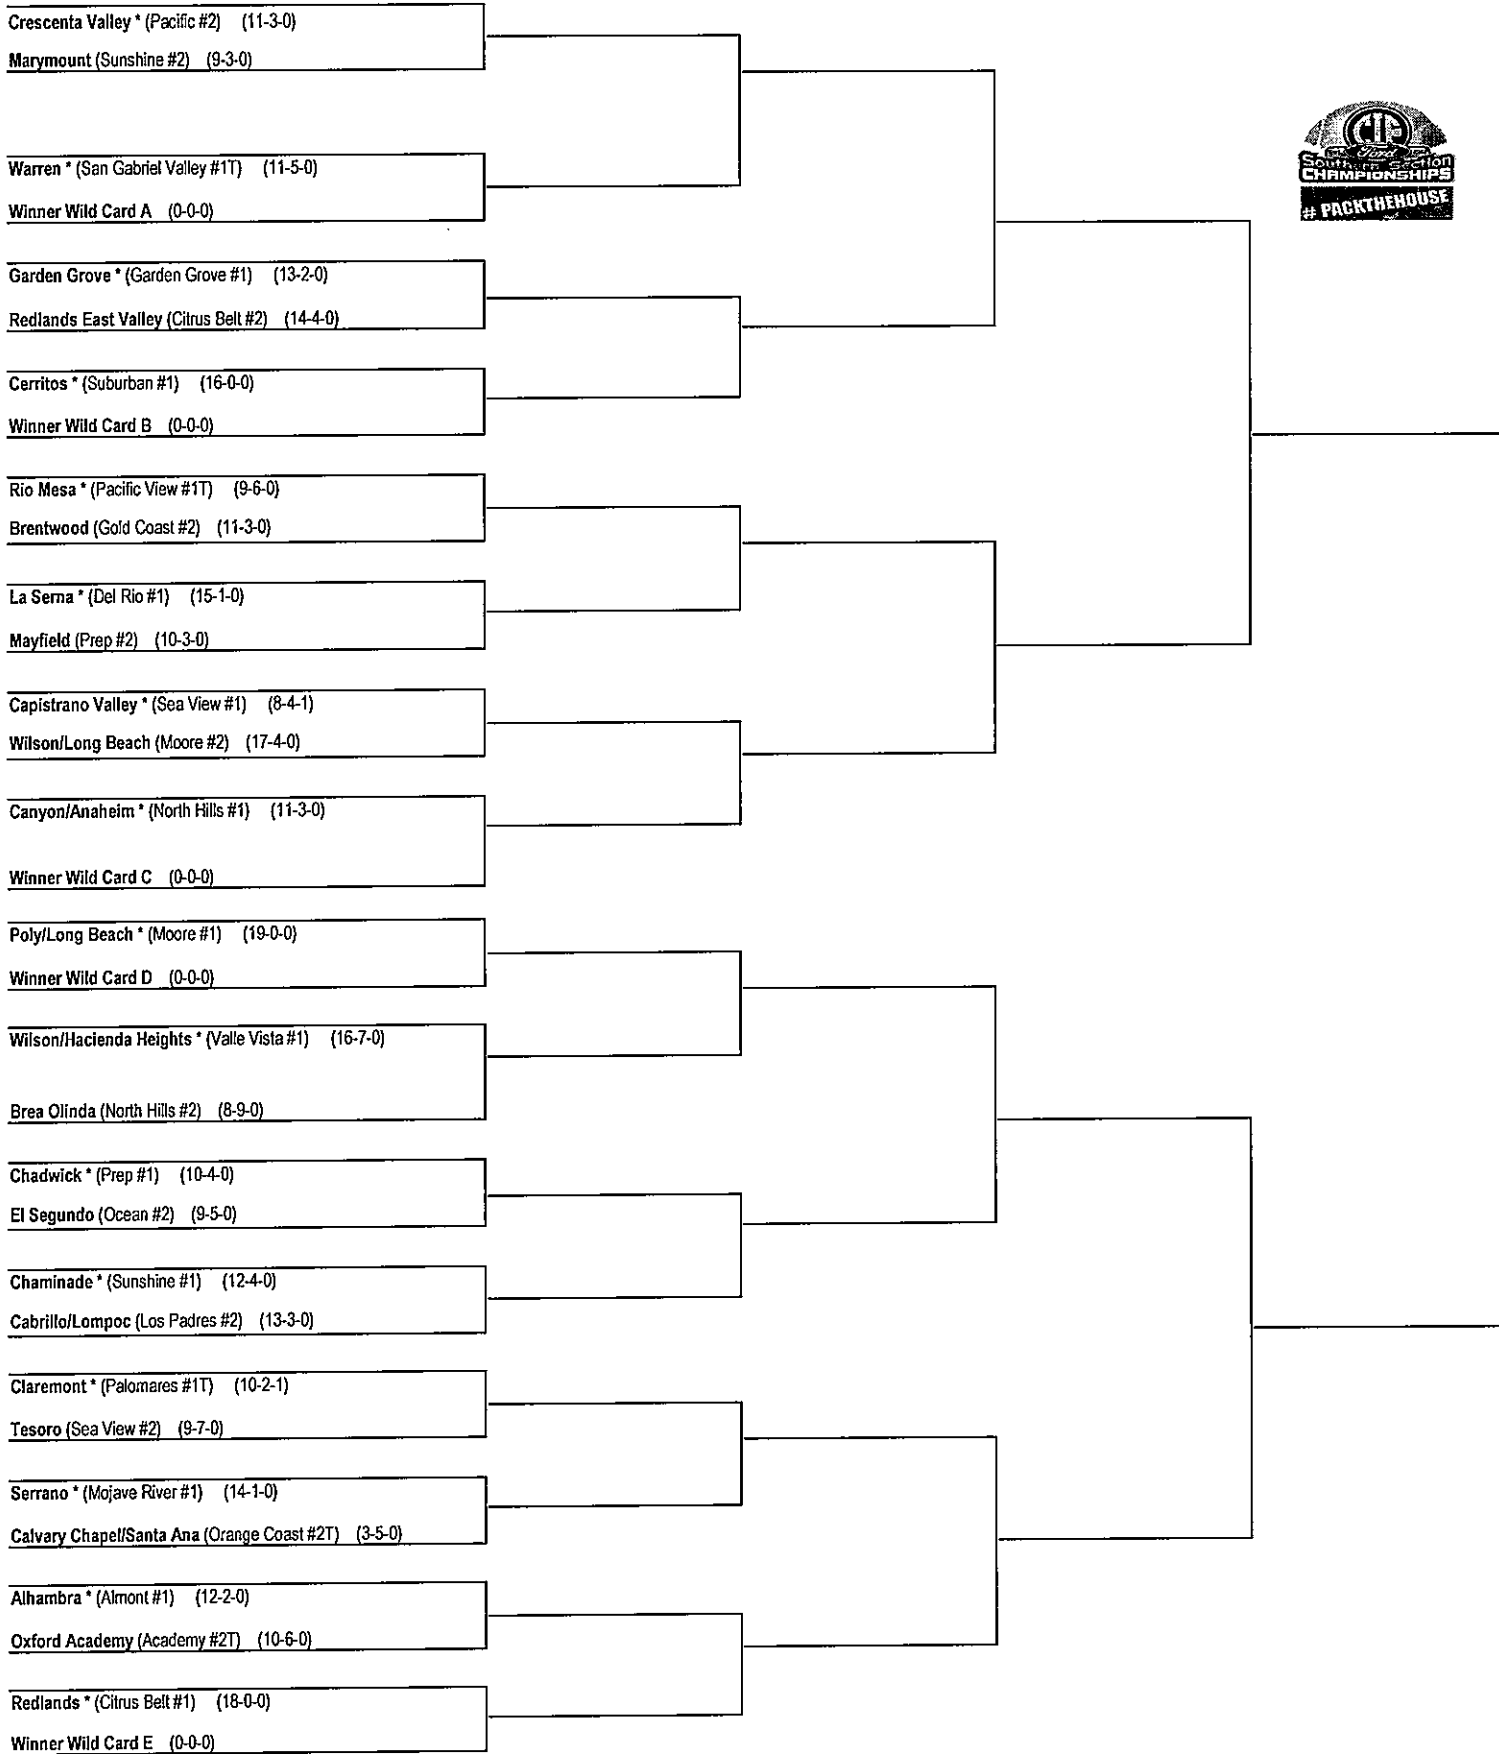 Crescenta Valley * (Pacific #2) (11-3-0)
Marymount (Sunshine #2) (9-3-0)
CIF
Ford
Southern Section
CHAMPIONSHIPS
# PACKTHEHOUSE
Warren * (San Gabriel Valley #1T) (11-5-0)
Winner Wild Card A (0-0-0)
Garden Grove * (Garden Grove #1) (13-2-0)
Redlands East Valley (Citrus Belt #2) (14-4-0)
Cerritos * (Suburban #1) (16-0-0)
Winner Wild Card B (0-0-0)
Rio Mesa * (Pacific View #1T) (9-6-0)
Brentwood (Gold Coast #2) (11-3-0)
La Serna * (Del Rio #1) (15-1-0)
Mayfield (Prep #2) (10-3-0)
Capistrano Valley * (Sea View #1) (8-4-1)
Wilson/Long Beach (Moore #2) (17-4-0)
Canyon/Anaheim * (North Hills #1) (11-3-0)
Winner Wild Card C (0-0-0)
Poly/Long Beach * (Moore #1) (19-0-0)
Winner Wild Card D (0-0-0)
Wilson/Hacienda Heights * (Valle Vista #1) (16-7-0)
Brea Olinda (North Hills #2) (8-9-0)
Chadwick * (Prep #1) (10-4-0)
El Segundo (Ocean #2) (9-5-0)
Chaminade * (Sunshine #1) (12-4-0)
Cabrillo/Lompoc (Los Padres #2) (13-3-0)
Claremont * (Palomares #1T) (10-2-1)
Tesoro (Sea View #2) (9-7-0)
Serrano * (Mojave River #1) (14-1-0)
Calvary Chapel/Santa Ana (Orange Coast #2T) (3-5-0)
Alhambra * (Almont #1) (12-2-0)
Oxford Academy (Academy #2T) (10-6-0)
Redlands * (Citrus Belt #1) (18-0-0)
Winner Wild Card E (0-0-0)